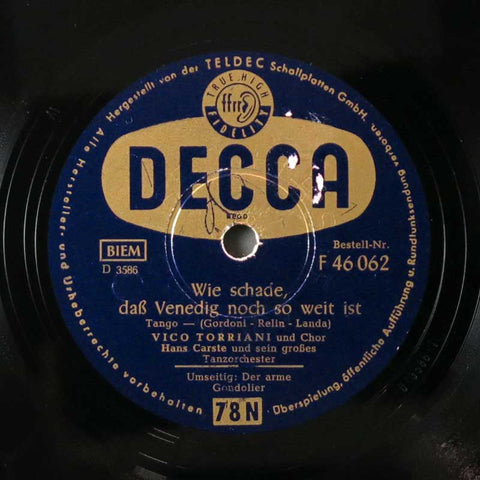 Alle Hersteller- und Urheberrechte vorbehalten
Hergestellt von der TELDEC Schallplatten GmbH.
Überspielung, öffentliche Aufführung u. Rundfunksendung verboten
TRUE HIGH
ffrr
FIDELITY
DECCA
REGD
BIEM
D 3586
Bestell-Nr.
F 46 062
Wie schade,
daß Venedig noch so weit ist
Tango — (Gordoni - Relin - Landa)
VICO TORRIANI und Chor
Hans Carste und sein großes
Tanzorchester
Umseitig: Der arme
Gondolier
78 N